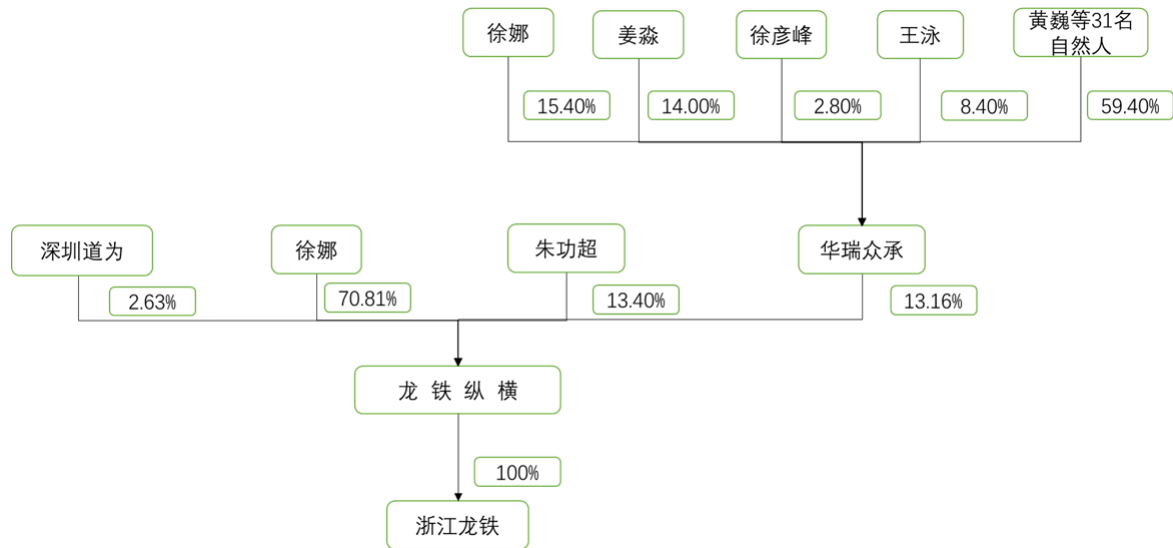 徐娜
姜淼
徐彦峰
王泳
黄巍等31名
自然人
15.40%
14.00%
2.80%
8.40%
59.40%
深圳道为
徐娜
朱功超
华瑞众承
2.63%
70.81%
13.40%
13.16%
龙 铁 纵 横
100%
浙江龙铁